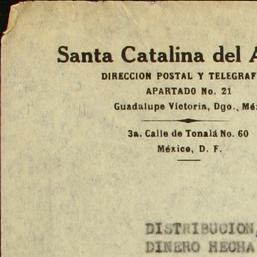 Santa Catalina del A
DIRECCION POSTAL Y TELEGRAF
APARTADO No. 21
Guadalupe Victoria, Dgo., Méx
3a. Calle de Tonalá No. 60
México, D. F.
DISTRIBUCION,
DINERO HECHA